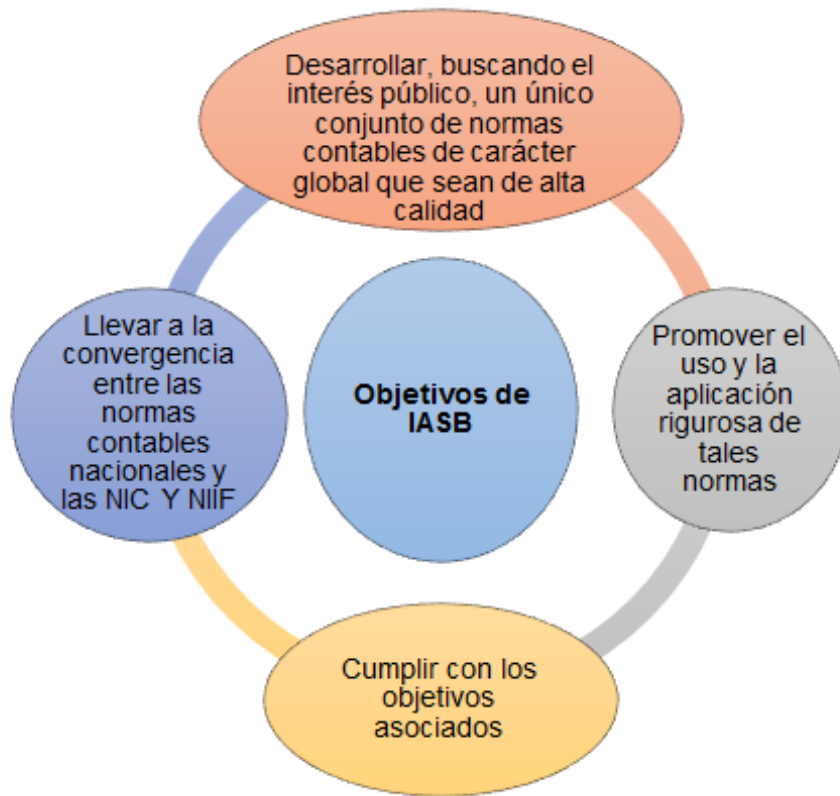 Desarrollar, buscando el
interés público, un único
conjunto de normas
contables de carácter
global que sean de alta
calidad
Llevar a la
convergencia
entre las
normas
contables
nacionales y
las NIC Y NIIF
Objetivos de
IASB
Promover el
uso y la
aplicación
rigurosa de
tales
normas
Cumplir con los
objetivos
asociados